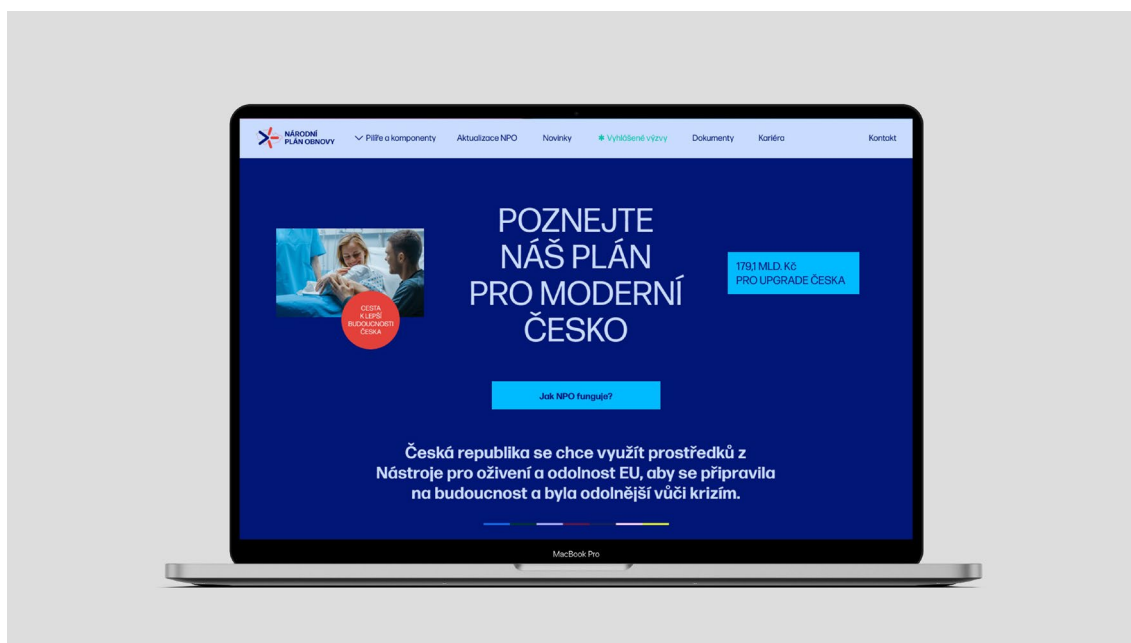 NÁRODNÍ
PLÁN OBNOVY
Pilíře a komponenty
Aktualizace NPO
Novinky
✱ Vyhlášené výzvy
Dokumenty
Kariéra
Kontakt
POZNEJTE
NÁŠ PLÁN
PRO MODERNÍ
ČESKO
CESTA
K LEPŠÍ
BUDOUCNOSTI
ČESKA
179,1 MLD. Kč
PRO UPGRADE ČESKA
Jak NPO funguje?
Česká republika se chce využít prostředků z
Nástroje pro oživení a odolnost EU, aby se připravila
na budoucnost a byla odolnější vůči krizím.
MacBook Pro